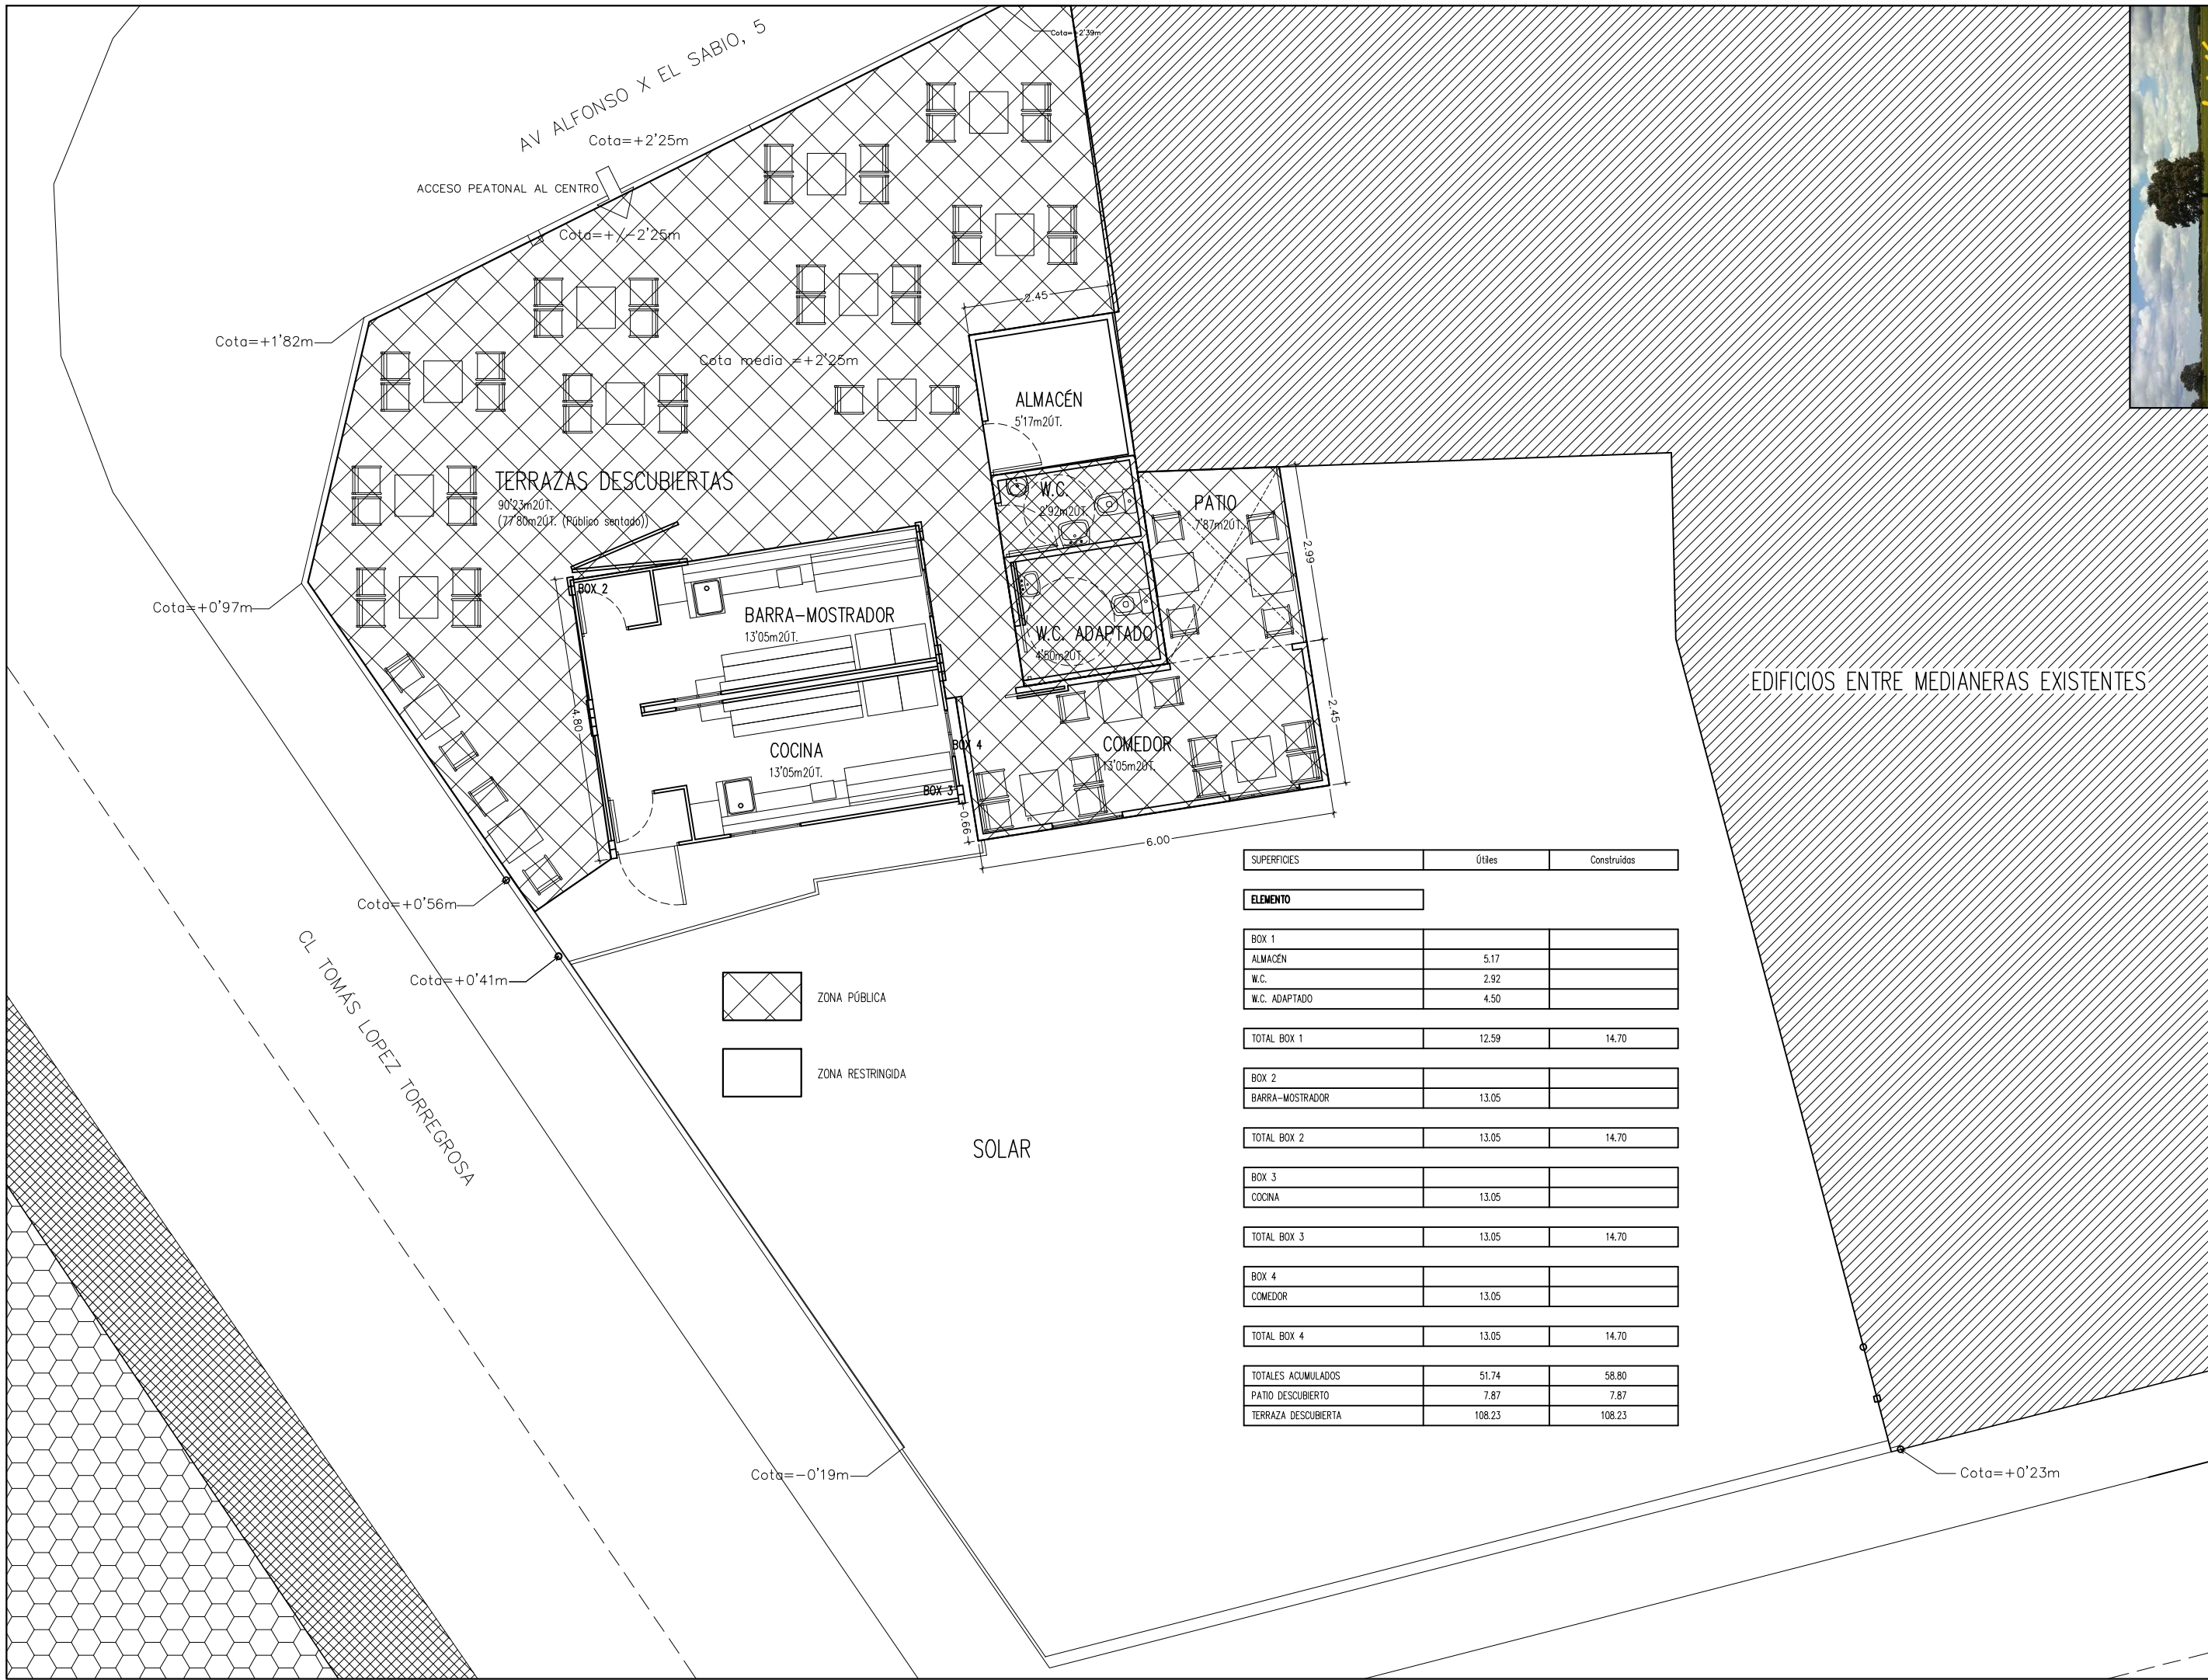 Cota=+2'39m
AV ALFONSO X EL SABIO, 5
Cota=+2'25m
ACCESO PEATONAL AL CENTRO
Cota=+/-2'25m
2.45
Cota=+1'82m
Cota media =+2'25m
ALMACÉN
5'17m2ÚT.
TERRAZAS DESCUBIERTAS
90'23m2ÚT.
(77'80m2ÚT. (Público sentado))
W.C.
2'92m2ÚT.
PATIO
7'87m2ÚT.
2.99
BOX 2
Cota=+0'97m
BARRA-MOSTRADOR
13'05m2ÚT.
W.C. ADAPTADO
4'50m2ÚT.
EDIFICIOS ENTRE MEDIANERAS EXISTENTES
4.80
2.45
COCINA
13'05m2ÚT.
BOX 4
COMEDOR
13'05m2ÚT.
BOX 3
0.66
6.00
Cota=+0'56m
CL TOMÁS LOPEZ TORREGROSA
Cota=+0'41m
ZONA PÚBLICA
ZONA RESTRINGIDA
SOLAR
SUPERFICIES Útiles Construidas
ELEMENTO
BOX 1
ALMACÉN 5.17
W.C. 2.92
W.C. ADAPTADO 4.50
TOTAL BOX 1 12.59 14.70
BOX 2
BARRA-MOSTRADOR 13.05
TOTAL BOX 2 13.05 14.70
BOX 3
COCINA 13.05
TOTAL BOX 3 13.05 14.70
BOX 4
COMEDOR 13.05
TOTAL BOX 4 13.05 14.70
TOTALES ACUMULADOS 51.74 58.80
PATIO DESCUBIERTO 7.87 7.87
TERRAZA DESCUBIERTA 108.23 108.23
Cota=-0'19m
Cota=+0'23m